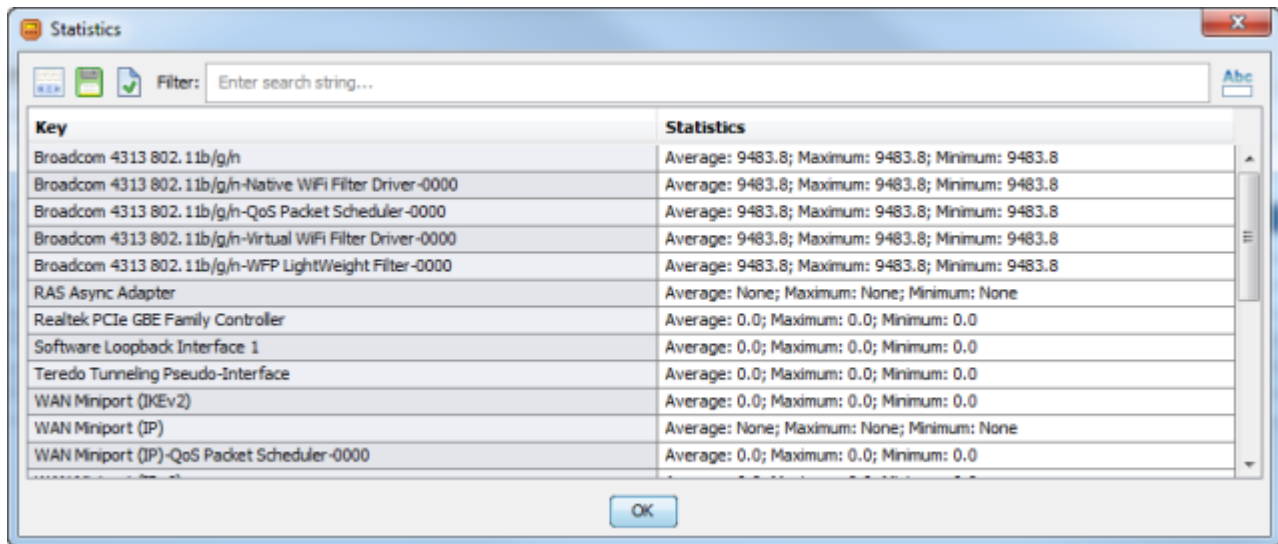 Statistics
Filter: Enter search string... Abc
Key Statistics
Broadcom 4313 802.11b/g/n Average: 9483.8; Maximum: 9483.8; Minimum: 9483.8
Broadcom 4313 802.11b/g/n-Native WiFi Filter Driver-0000 Average: 9483.8; Maximum: 9483.8; Minimum: 9483.8
Broadcom 4313 802.11b/g/n-QoS Packet Scheduler-0000 Average: 9483.8; Maximum: 9483.8; Minimum: 9483.8
Broadcom 4313 802.11b/g/n-Virtual WiFi Filter Driver-0000 Average: 9483.8; Maximum: 9483.8; Minimum: 9483.8
Broadcom 4313 802.11b/g/n-WFP LightWeight Filter-0000 Average: 9483.8; Maximum: 9483.8; Minimum: 9483.8
RAS Async Adapter Average: None; Maximum: None; Minimum: None
Realtek PCIe GBE Family Controller Average: 0.0; Maximum: 0.0; Minimum: 0.0
Software Loopback Interface 1 Average: 0.0; Maximum: 0.0; Minimum: 0.0
Teredo Tunneling Pseudo-Interface Average: 0.0; Maximum: 0.0; Minimum: 0.0
WAN Miniport (IKEv2) Average: 0.0; Maximum: 0.0; Minimum: 0.0
WAN Miniport (IP) Average: None; Maximum: None; Minimum: None
WAN Miniport (IP)-QoS Packet Scheduler-0000 Average: 0.0; Maximum: 0.0; Minimum: 0.0
OK